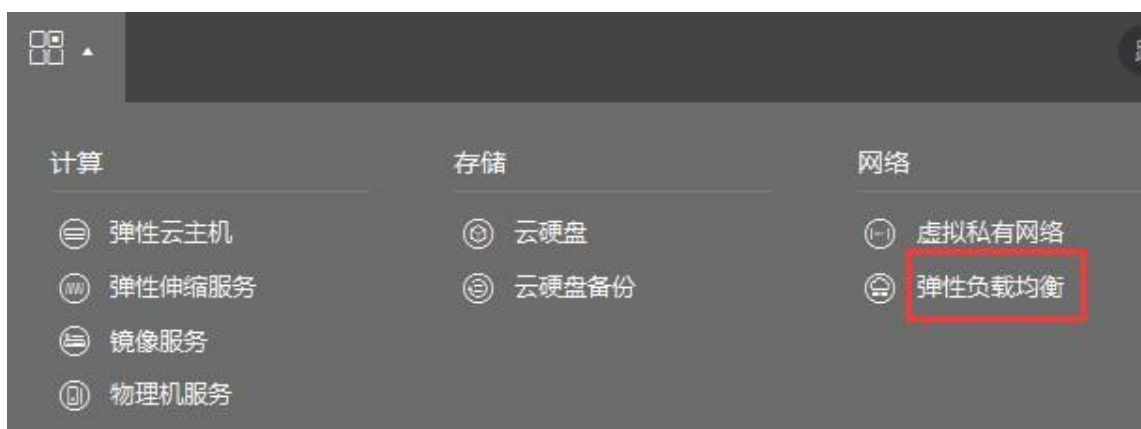 计算
弹性云主机
弹性伸缩服务
镜像服务
物理机服务
存储
云硬盘
云硬盘备份
网络
虚拟私有网络
弹性负载均衡